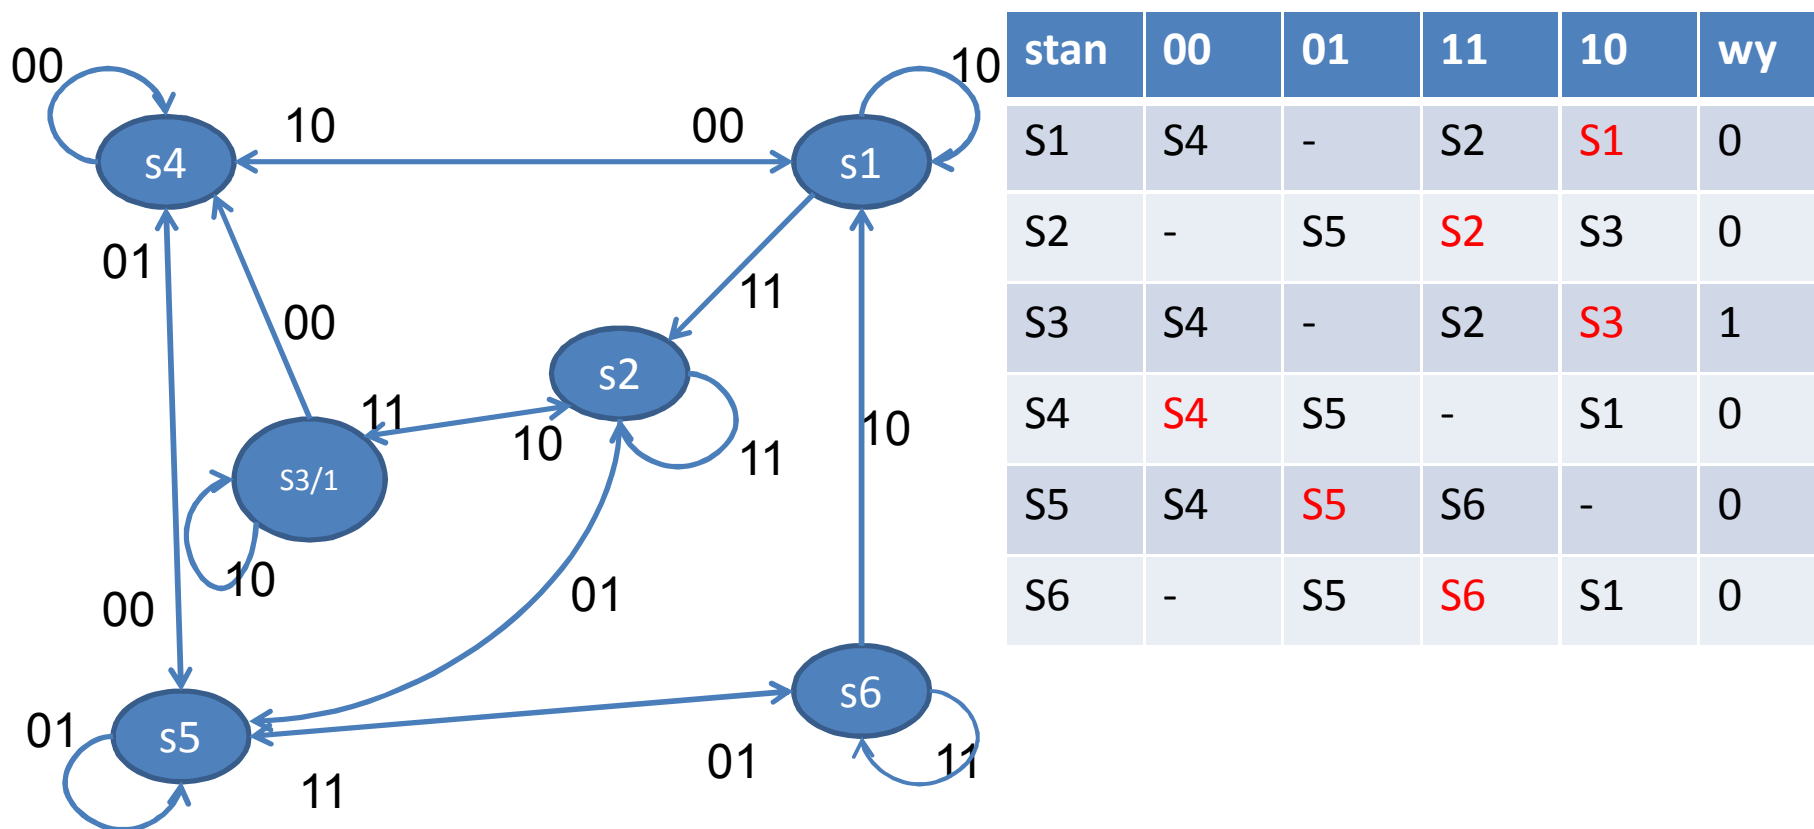 00
10
10
00
s4
s1
01
11
00
s2
11
10
11
10
S3/1
10
01
00
s6
s5
01
01
11
11
stan 00 01 11 10 wy
S1 S4 - S2 S1 0
S2 - S5 S2 S3 0
S3 S4 - S2 S3 1
S4 S4 S5 - S1 0
S5 S4 S5 S6 - 0
S6 - S5 S6 S1 0